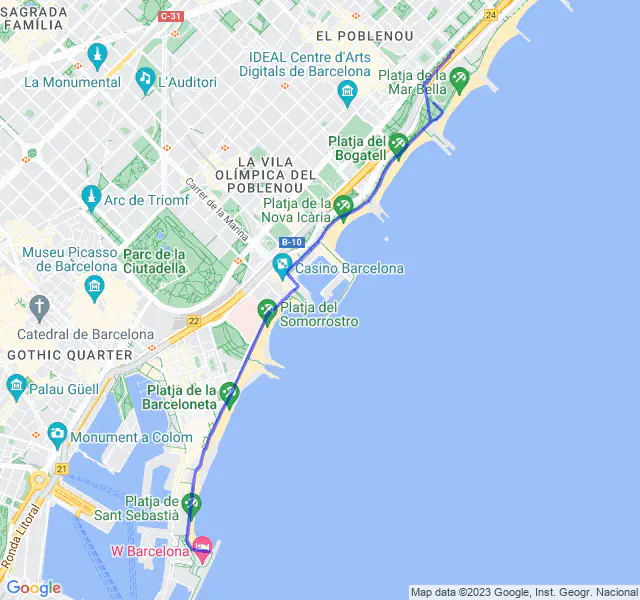 SAGRADA
FAMÍLIA
C-31
24
EL POBLENOU
La Monumental
L'Auditori
IDEAL Centre d'Arts
Digitals de Barcelona
Platja de la
Mar Bella
Platja del
Bogatell
LA VILA
OLÍMPICA DEL
POBLENOU
Arc de Triomf
Carrer de la Marina
Platja de la
Nova Icària
B-10
Museu Picasso
de Barcelona
Parc de la
Ciutadella
Casino Barcelona
Catedral de Barcelona
22
Platja del
Somorrostro
GOTHIC QUARTER
Palau Güell
Platja de la
Barceloneta
Monument a Colom
21
Ronda Litoral
Platja de
Sant Sebastià
W Barcelona
Google
Map data ©2023 Google, Inst. Geogr. Nacional